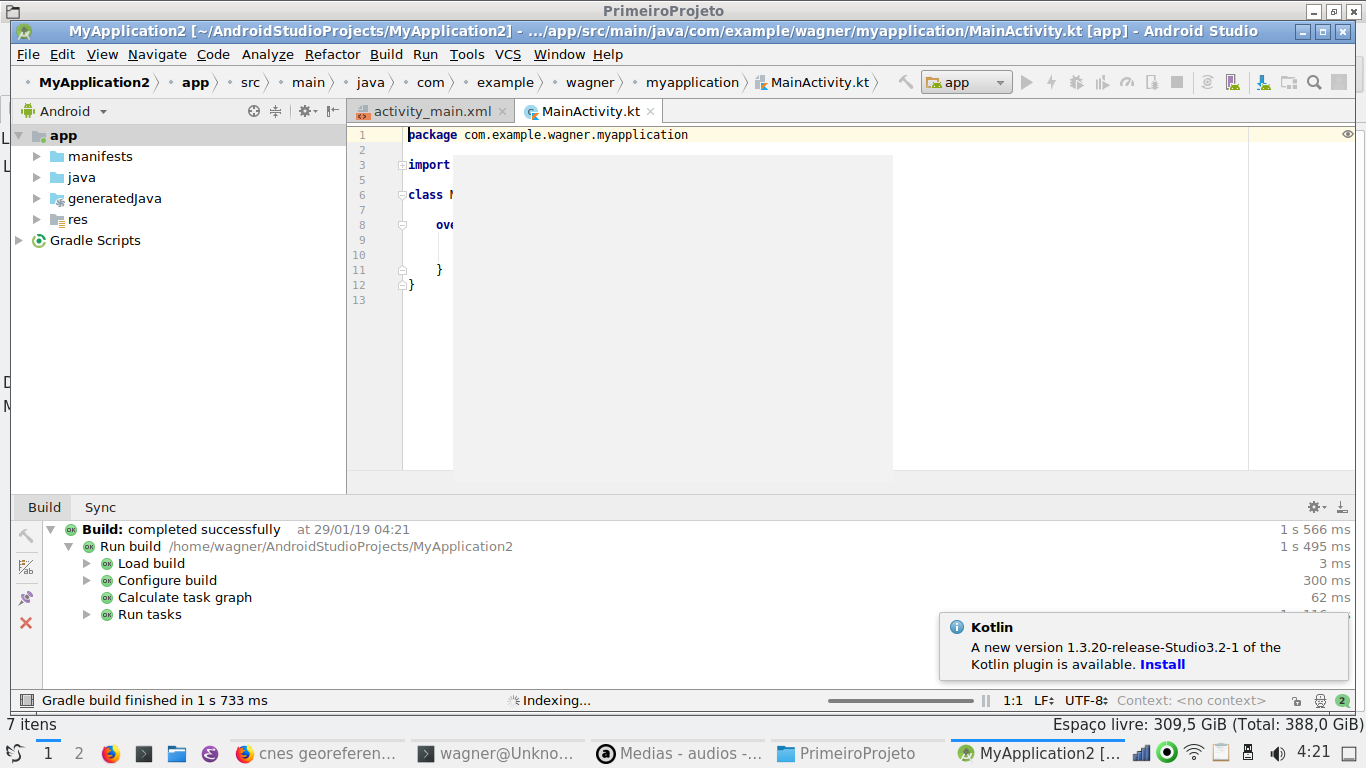 PrimeiroProjeto
MyApplication2 [~/AndroidStudioProjects/MyApplication2] - .../app/src/main/java/com/example/wagner/myapplication/MainActivity.kt [app] - Android Studio
File Edit View Navigate Code Analyze Refactor Build Run Tools VCS Window Help
MyApplication2 app src main java com example wagner myapplication MainActivity.kt app
Android
activity_main.xml MainActivity.kt
app
manifests
java
generatedJava
res
Gradle Scripts
1 package com.example.wagner.myapplication
2
3 import
5
6 class
7
8 ove
9
10
11 }
12 }
13
Build Sync
Build: completed successfully at 29/01/19 04:21 1 s 566 ms
Run build /home/wagner/AndroidStudioProjects/MyApplication2 1 s 495 ms
Load build 3 ms
Configure build 300 ms
Calculate task graph 62 ms
Run tasks
Kotlin
A new version 1.3.20-release-Studio3.2-1 of the
Kotlin plugin is available. Install
Gradle build finished in 1 s 733 ms Indexing... 1:1 LF UTF-8 Context: <no context> 2
7 itens Espaço livre: 309,5 GiB (Total: 388,0 GiB)
1 2 cnes georeferen... wagner@Unkno... Medias - audios -... PrimeiroProjeto MyApplication2 [... 4:21